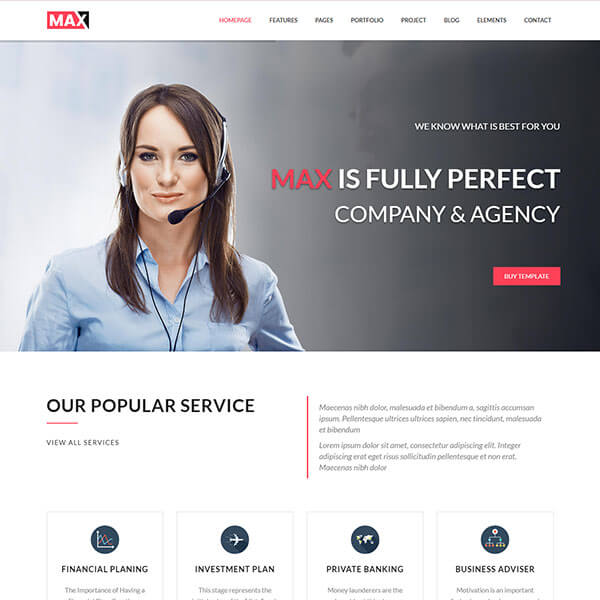 MAX
HOMEPAGE FEATURES PAGES PORTFOLIO PROJECT BLOG ELEMENTS CONTACT
WE KNOW WHAT IS BEST FOR YOU
MAX IS FULLY PERFECT
COMPANY & AGENCY
BUY TEMPLATE
OUR POPULAR SERVICE
VIEW ALL SERVICES
Maecenas nibh dolor, malesuada et bibendum a, sagittis accumsan
ipsum. Pellentesque ultrices ultrices sapien, nec tincidunt, malesuada
et bibendum
Lorem ipsum dolor sit amet, consectetur adipiscing elit. Integer
adipiscing erat eget risus sollicitudin pellentesque et non erat.
Maecenas nibh dolor
FINANCIAL PLANING
The Importance of Having a
INVESTMENT PLAN
This stage represents the
PRIVATE BANKING
Money launderers are the
BUSINESS ADVISER
Motivation is an important